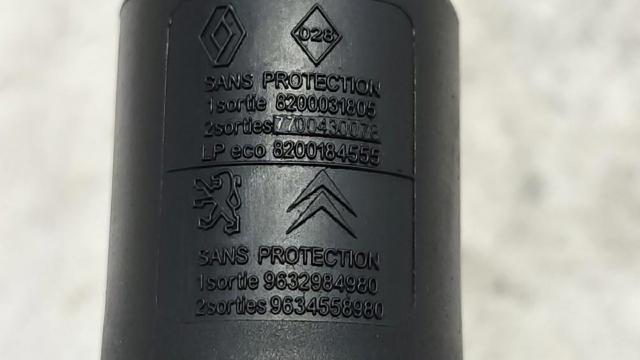 028
SANS PROTECTION
1sortie 8200031805
2sorties 7700430078
LP eco 8200184555
SANS PROTECTION
1sortie 9632984980
2sorties 9634558980